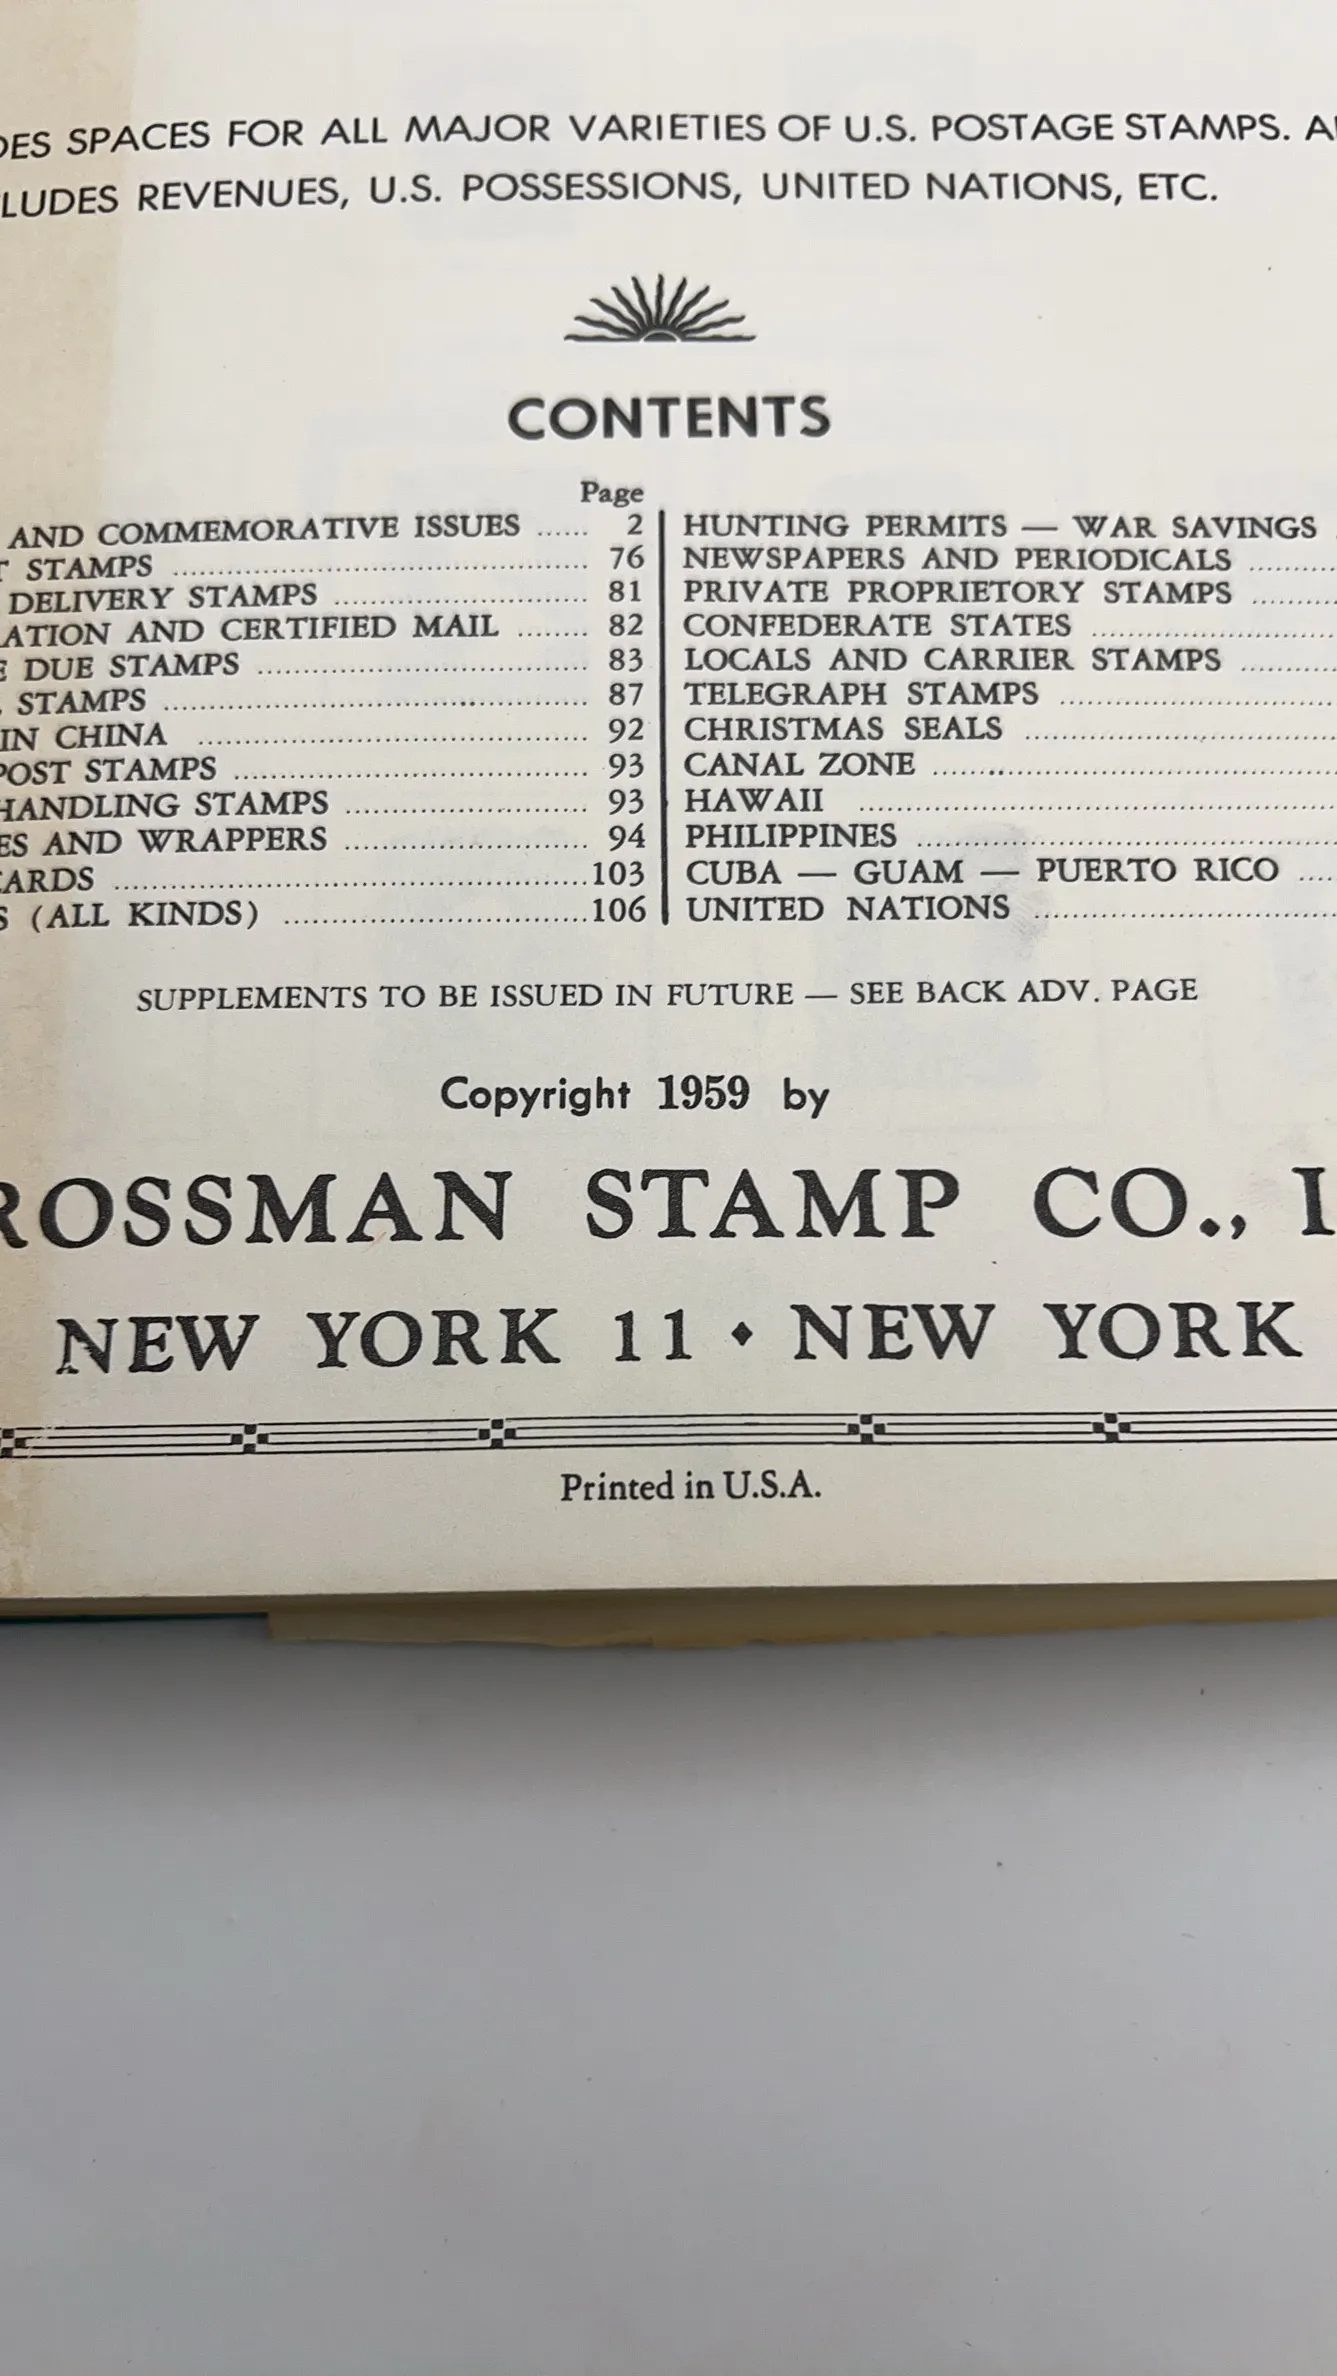 DES SPACES FOR ALL MAJOR VARIETIES OF U.S. POSTAGE STAMPS. A
LUDES REVENUES, U.S. POSSESSIONS, UNITED NATIONS, ETC.
CONTENTS
Page
AND COMMEMORATIVE ISSUES ...... 2
T STAMPS ...... 76
DELIVERY STAMPS ...... 81
ATION AND CERTIFIED MAIL ...... 82
E DUE STAMPS ...... 83
STAMPS ...... 87
IN CHINA ...... 92
POST STAMPS ...... 93
HANDLING STAMPS ...... 93
ES AND WRAPPERS ...... 94
CARDS ...... 103
S (ALL KINDS) ...... 106
HUNTING PERMITS — WAR SAVINGS
NEWSPAPERS AND PERIODICALS ......
PRIVATE PROPRIETORY STAMPS ......
CONFEDERATE STATES ......
LOCALS AND CARRIER STAMPS ......
TELEGRAPH STAMPS ......
CHRISTMAS SEALS ......
CANAL ZONE ......
HAWAII ......
PHILIPPINES ......
CUBA — GUAM — PUERTO RICO ....
UNITED NATIONS ......
SUPPLEMENTS TO BE ISSUED IN FUTURE — SEE BACK ADV. PAGE
Copyright 1959 by
ROSSMAN STAMP CO., I
NEW YORK 11 ♦ NEW YORK
Printed in U.S.A.